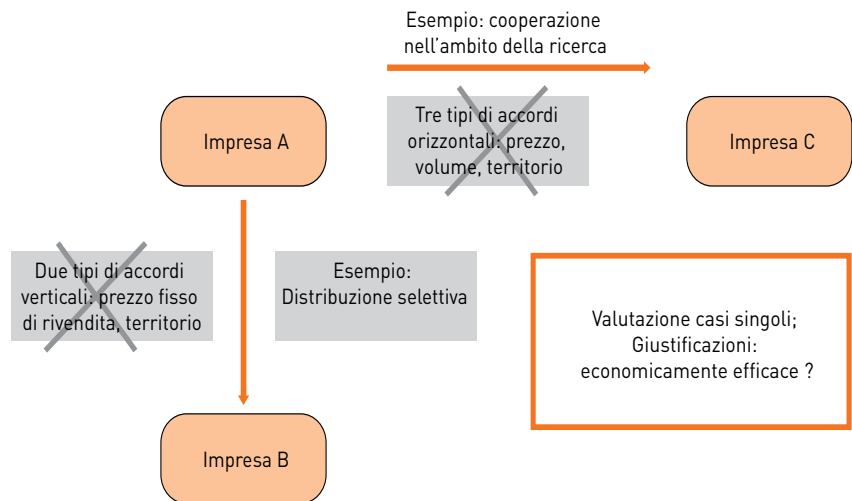 Esempio: cooperazione
nell'ambito della ricerca
Impresa A
Tre tipi di accordi
orizzontali: prezzo,
volume, territorio
Impresa C
Due tipi di accordi
verticali: prezzo fisso
di rivendita, territorio
Esempio:
Distribuzione selettiva
Valutazione casi singoli;
Giustificazioni:
economicamente efficace ?
Impresa B